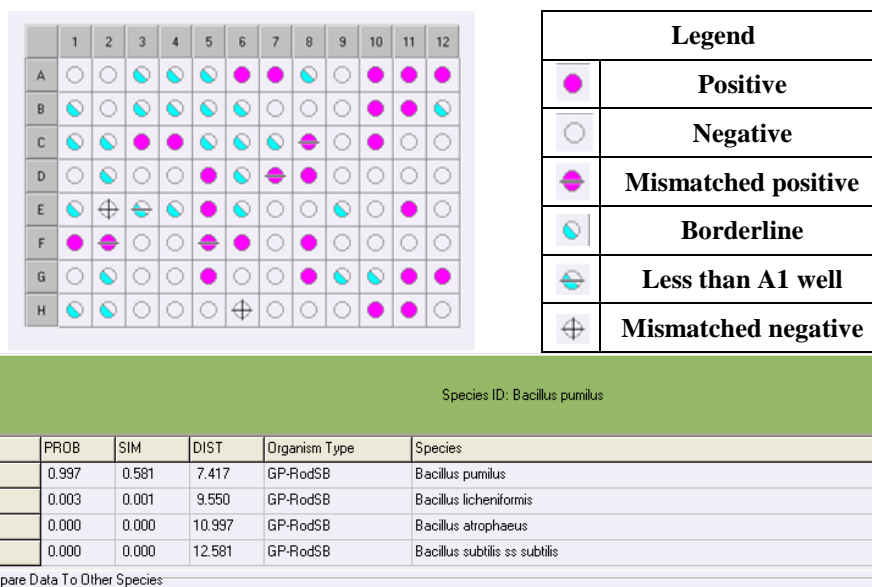 1 2 3 4 5 6 7 8 9 10 11 12
A
B
C
D
E
F
G
H
Legend
Positive
Negative
Mismatched positive
Borderline
Less than A1 well
Mismatched negative
Species ID: Bacillus pumilus
PROB SIM DIST Organism Type Species
0.997 0.581 7.417 GP-RodSB Bacillus pumilus
0.003 0.001 9.550 GP-RodSB Bacillus licheniformis
0.000 0.000 10.997 GP-RodSB Bacillus atrophaeus
0.000 0.000 12.581 GP-RodSB Bacillus subtilis ss subtilis
pare Data To Other Species